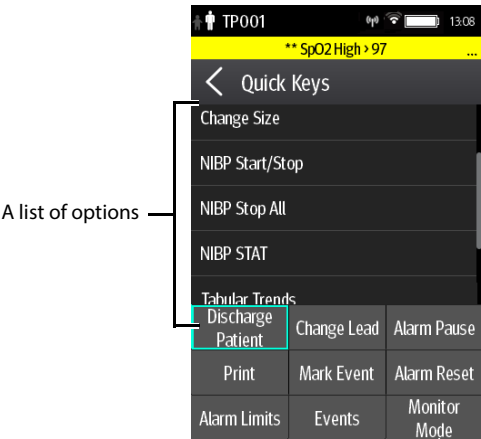 TP001 13:08
** SpO2 High > 97 ...
Quick Keys
Change Size
NIBP Start/Stop
A list of options
NIBP Stop All
NIBP STAT
Tabular Trends
Discharge
Patient
Change Lead
Alarm Pause
Print
Mark Event
Alarm Reset
Alarm Limits
Events
Monitor
Mode